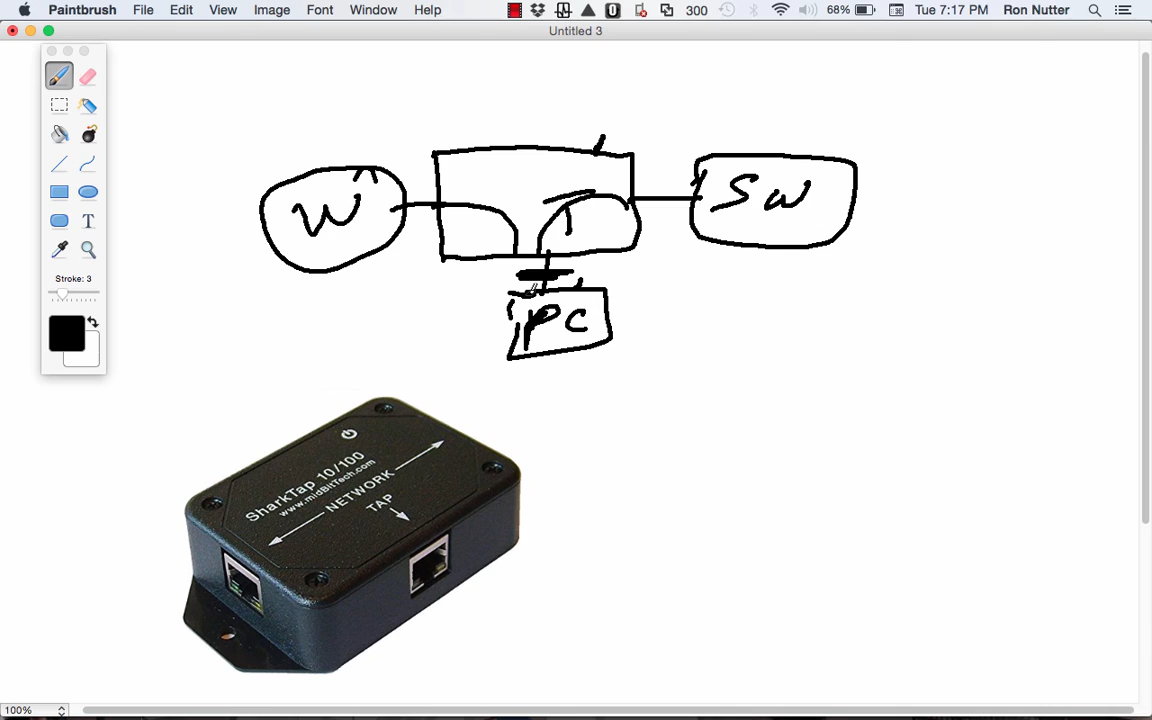 Paintbrush File Edit View Image Font Window Help 300 68% Tue 7:17 PM Ron Nutter
Untitled 3
Stroke: 3
W
SW
PC
SharkTap 10/100
www.midBitTech.com
NETWORK
TAP
100%